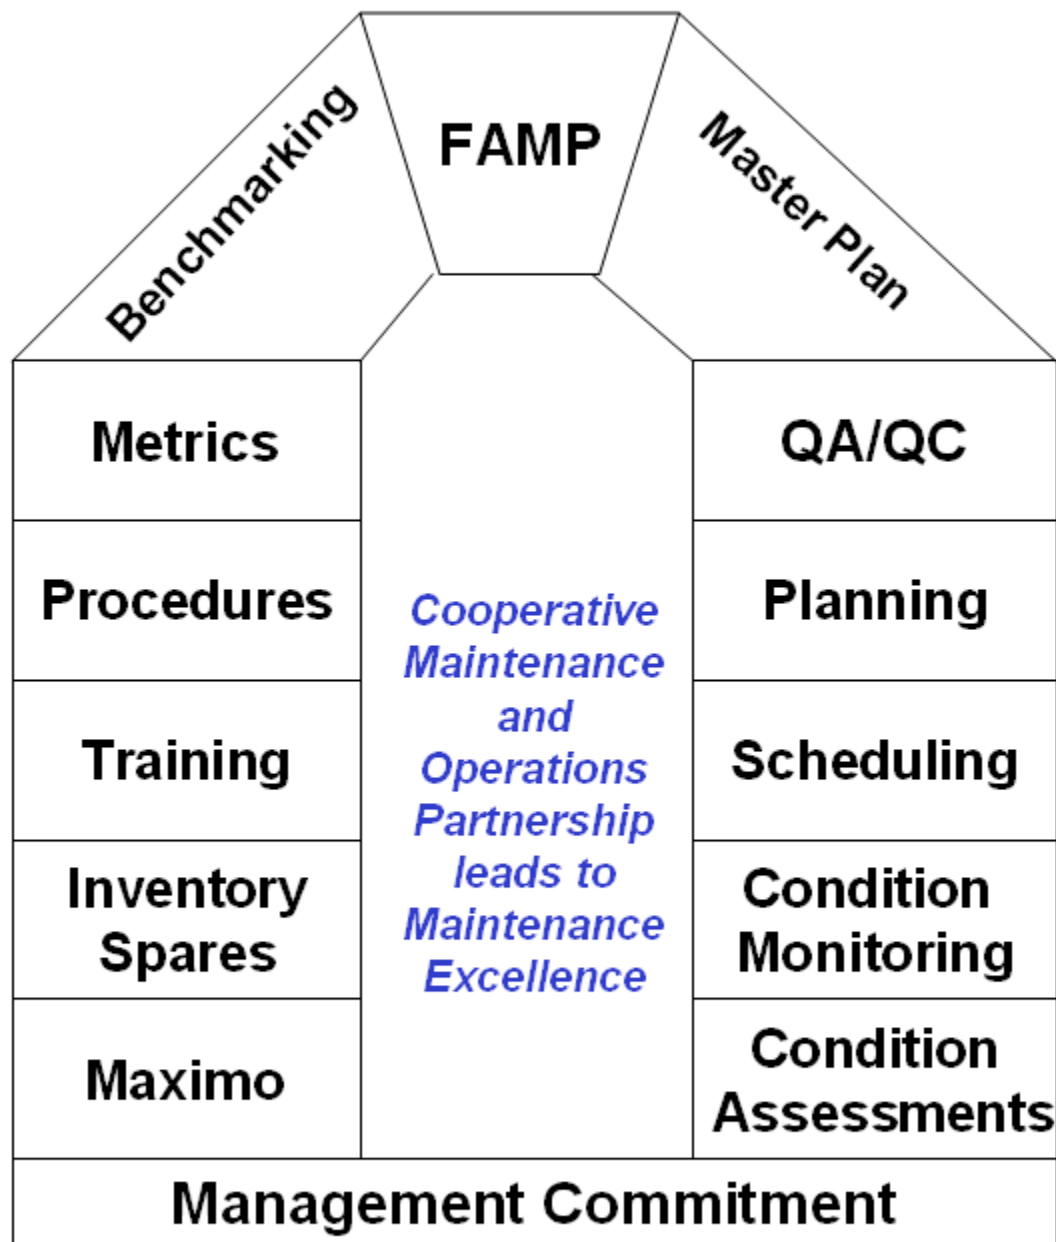 FAMP
Benchmarking
Master Plan
Metrics
Procedures
Training
Inventory
Spares
Maximo
Cooperative
Maintenance
and
Operations
Partnership
leads to
Maintenance
Excellence
QA/QC
Planning
Scheduling
Condition
Monitoring
Condition
Assessments
Management Commitment